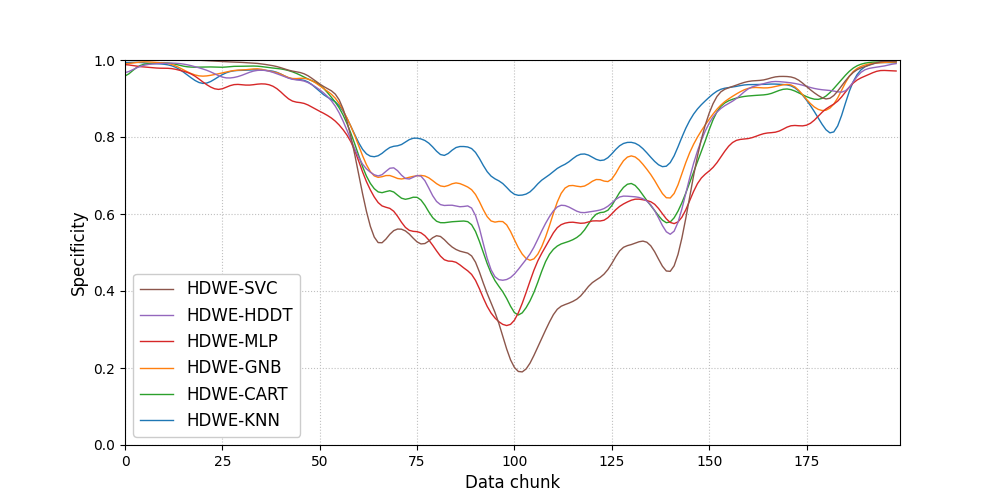 1.0
0.8
0.6
0.4
0.2
0.0
Specificity
HDWE-SVC
HDWE-HDDT
HDWE-MLP
HDWE-GNB
HDWE-CART
HDWE-KNN
0 25 50 75 100 125 150 175
Data chunk